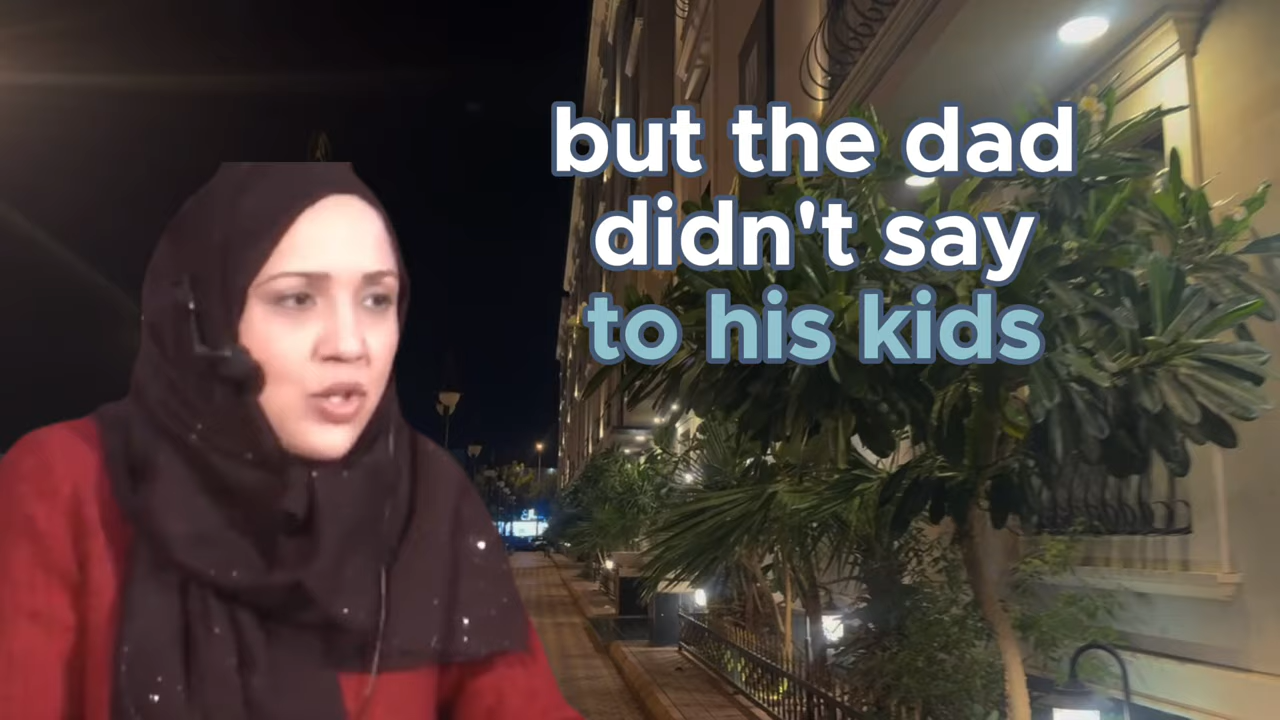 but the dad
didn't say
to his kids